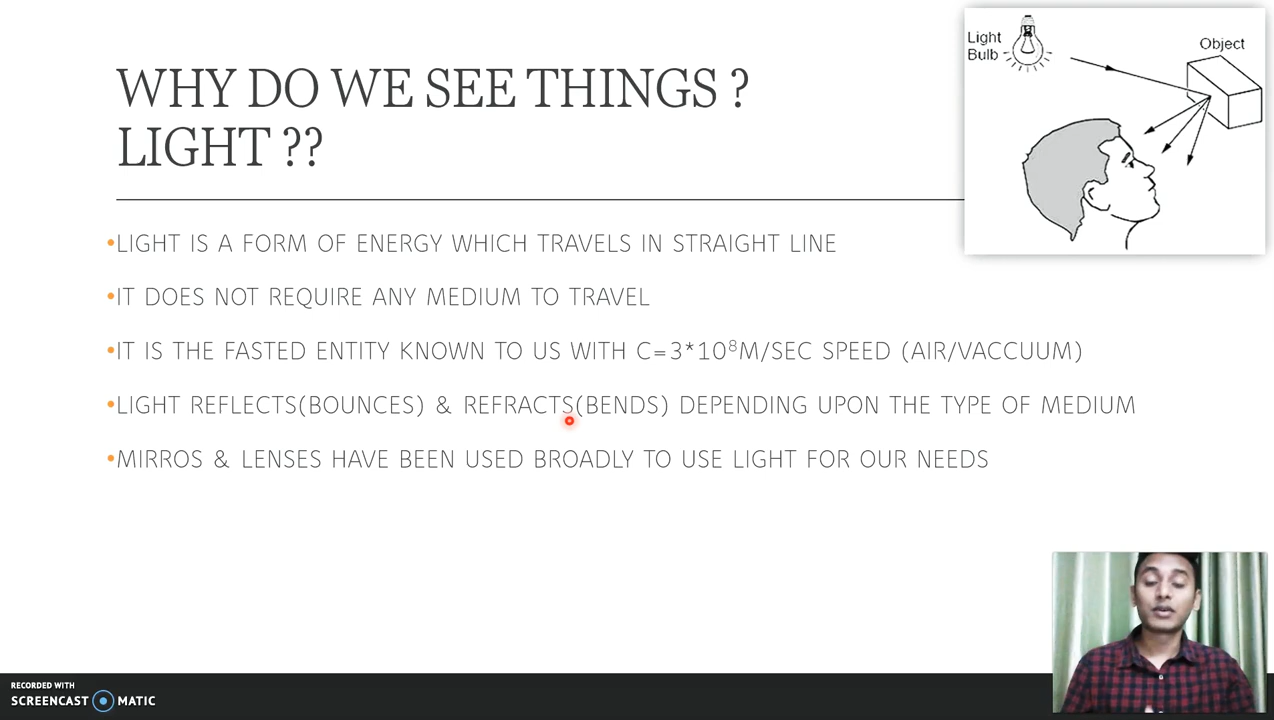 WHY DO WE SEE THINGS ?
LIGHT ??
Light
Bulb
Object
•LIGHT IS A FORM OF ENERGY WHICH TRAVELS IN STRAIGHT LINE
•IT DOES NOT REQUIRE ANY MEDIUM TO TRAVEL
•IT IS THE FASTED ENTITY KNOWN TO US WITH C=3*10⁸M/SEC SPEED (AIR/VACCUUM)
•LIGHT REFLECTS(BOUNCES) & REFRACTS(BENDS) DEPENDING UPON THE TYPE OF MEDIUM
•MIRROS & LENSES HAVE BEEN USED BROADLY TO USE LIGHT FOR OUR NEEDS
RECORDED WITH
SCREENCAST MATIC